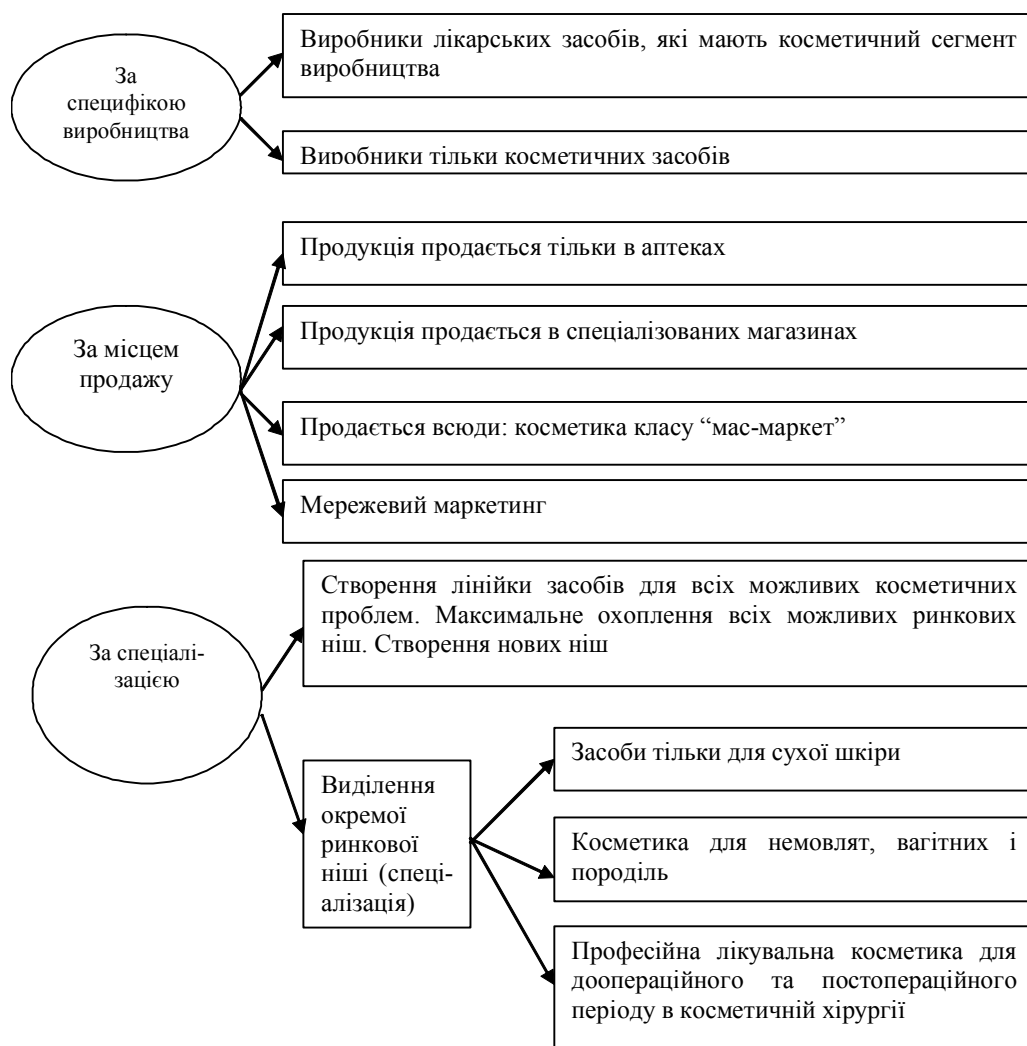 Виробники лікарських засобів, які мають косметичний сегмент
виробництва
За
специфікою
виробництва
Виробники тільки косметичних засобів
Продукція продається тільки в аптеках
Продукція продається в спеціалізованих магазинах
За місцем
продажу
Продається всюди: косметика класу “мас-маркет”
Мережевий маркетинг
Створення лінійки засобів для всіх можливих косметичних
проблем. Максимальне охоплення всіх можливих ринкових
ніш. Створення нових ніш
За спеціалі-
зацією
Виділення
окремої
ринкової
ніші (спеці-
алізація)
Засоби тільки для сухої шкіри
Косметика для немовлят, вагітних і
породіль
Професійна лікувальна косметика для
доопераційного та постопераційного
періоду в косметичній хірургії